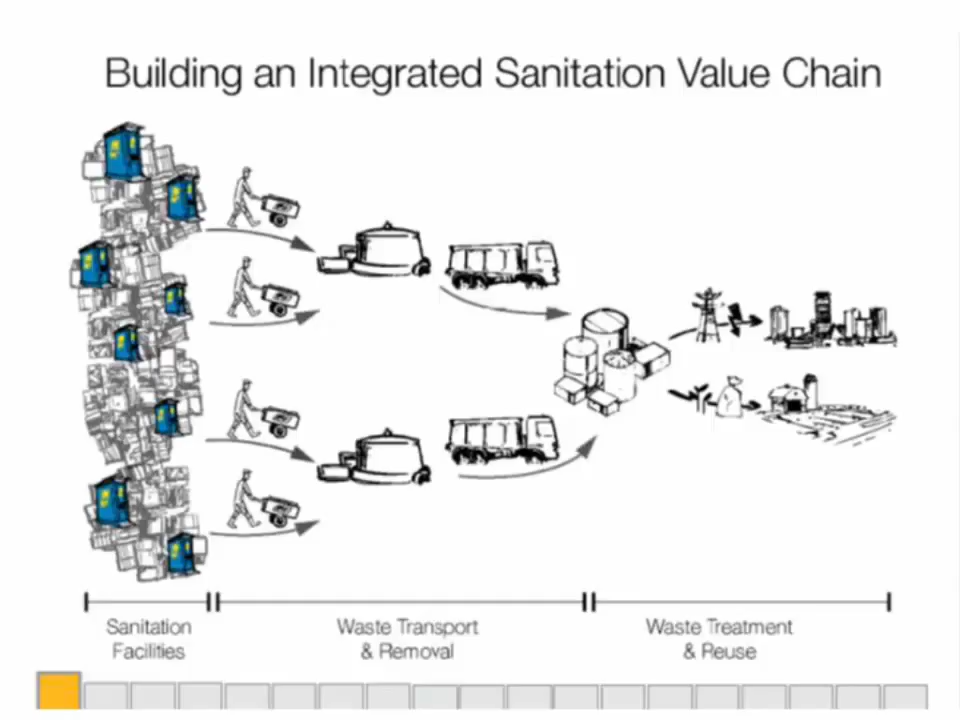 Building an Integrated Sanitation Value Chain
Sanitation
Facilities
Waste Transport
& Removal
Waste Treatment
& Reuse